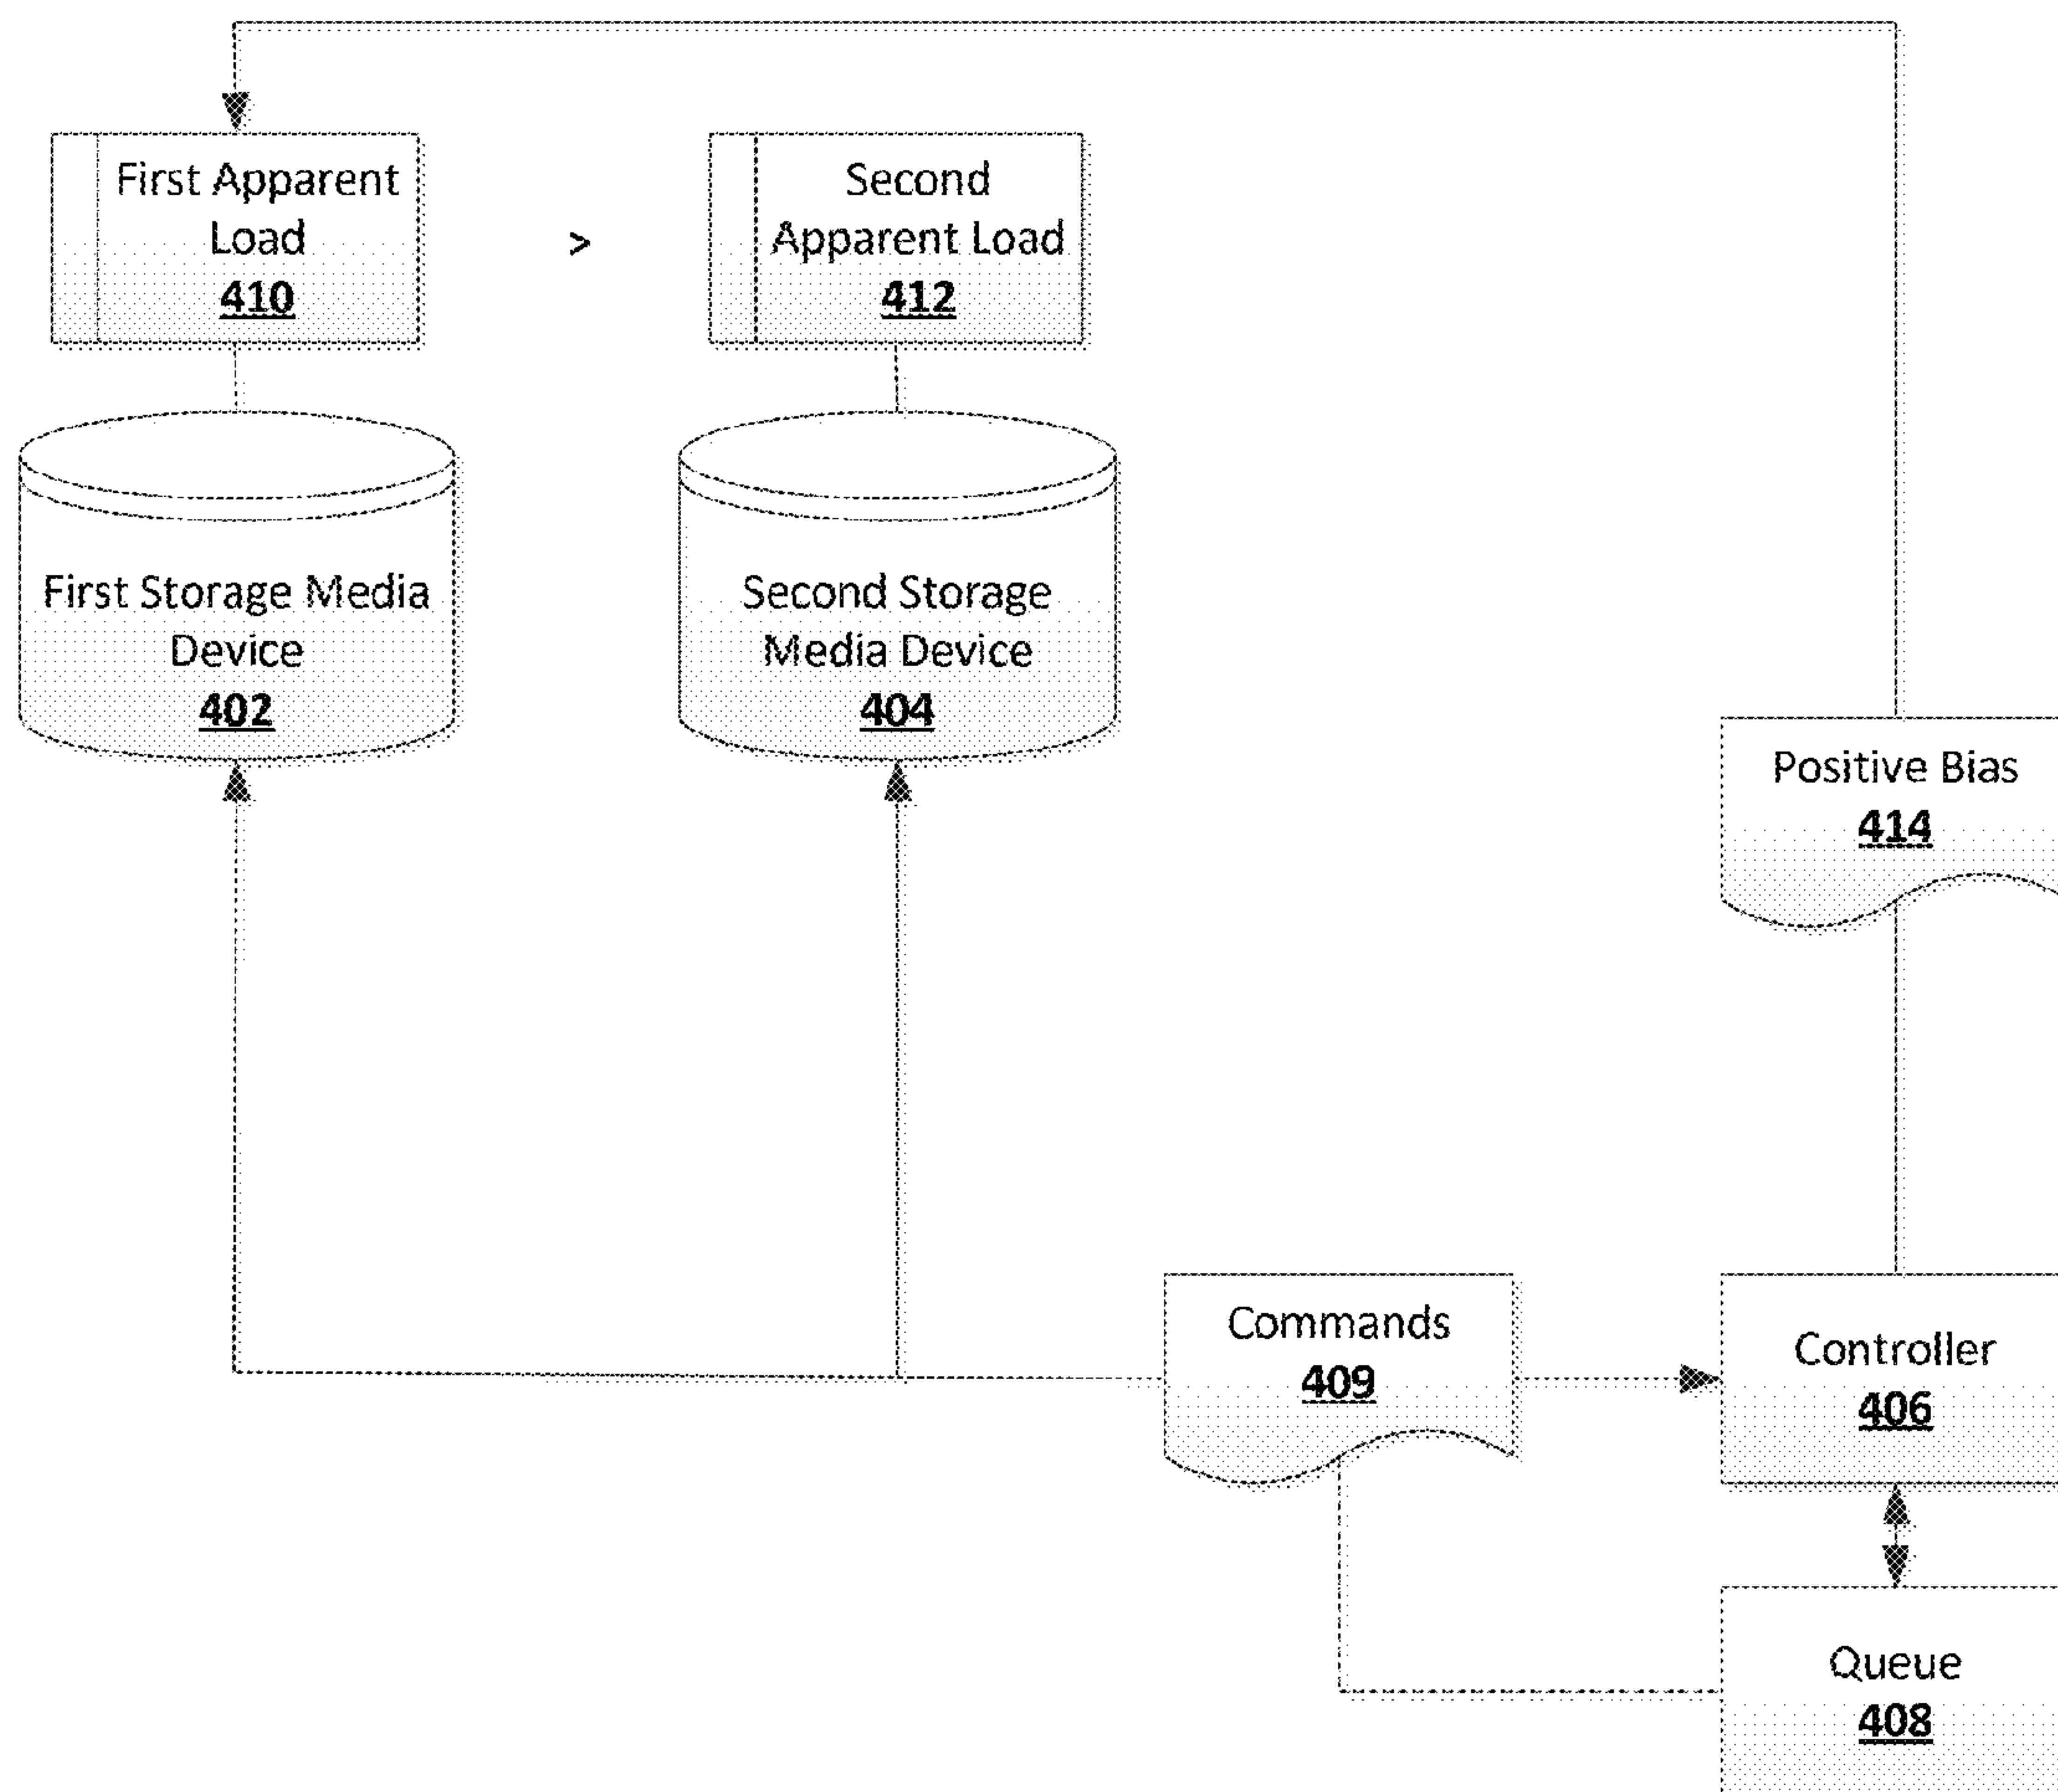 First Apparent
Load
410
>
Second
Apparent Load
412
First Storage Media
Device
402
Second Storage
Media Device
404
Positive Bias
414
Commands
409
Controller
406
Queue
408